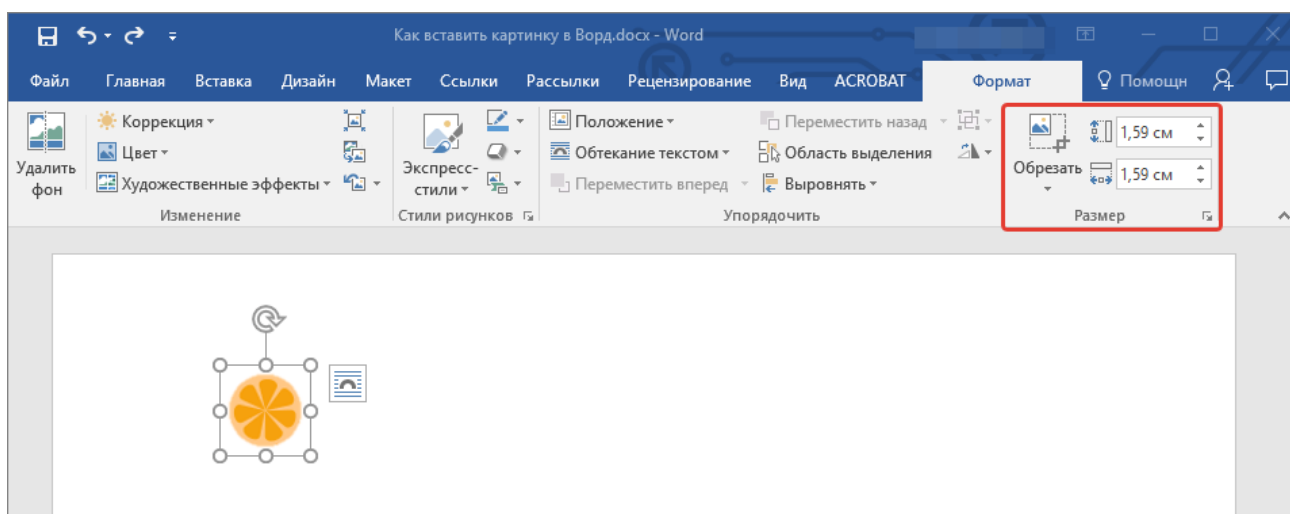 Как вставить картинку в Ворд.docx - Word
Файл Главная Вставка Дизайн Макет Ссылки Рассылки Рецензирование Вид ACROBAT Формат Помощн
Удалить фон
Коррекция
Цвет
Художественные эффекты
Изменение
Экспресс-
стили
Стили рисунков
Положение
Обтекание текстом
Переместить вперед
Переместить назад
Область выделения
Выровнять
Упорядочить
Обрезать
1,59 см
1,59 см
Размер